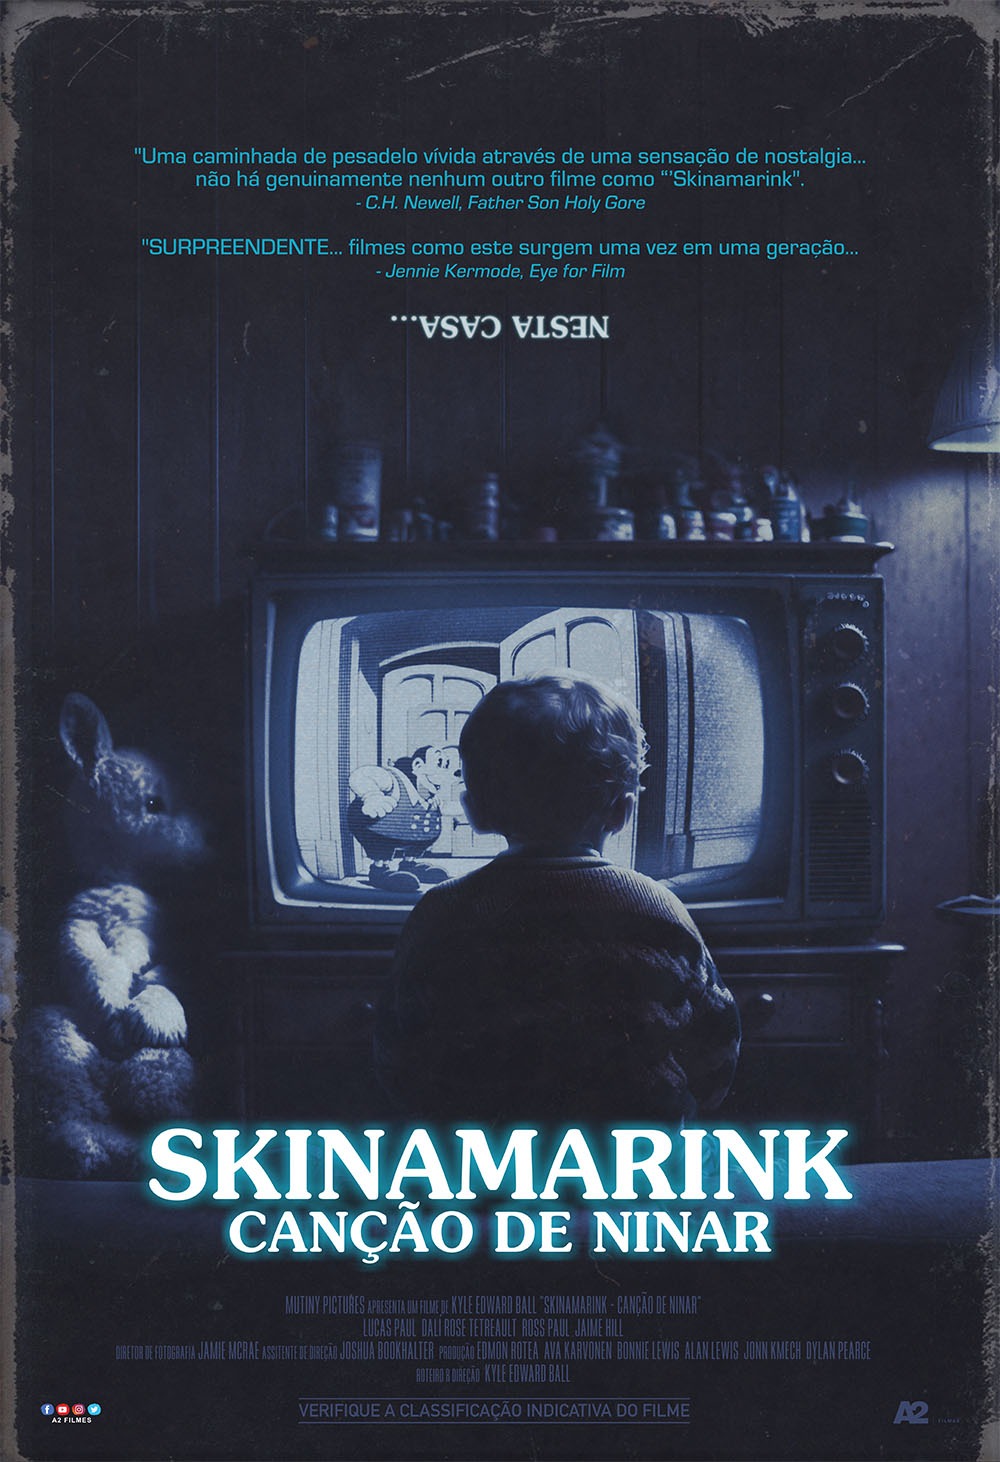 "Uma caminhada de pesadelo vívida através de uma sensação de nostalgia...
não há genuinamente nenhum outro filme como “’Skinamarink".
- C.H. Newell, Father Son Holy Gore
"SURPREENDENTE... filmes como este surgem uma vez em uma geração...
- Jennie Kermode, Eye for Film
NESTA CASA...
SKINAMARINK
CANÇÃO DE NINAR
MUTINY PICTURES APRESENTA UM FILME DE KYLE EDWARD BALL "SKINAMARINK - CANÇÃO DE NINAR"
LUCAS PAUL DALI ROSE TETREAULT ROSS PAUL JAIME HILL
DIRETOR DE FOTOGRAFIA JAMIE MCRAE ASSITENTE DE DIREÇÃO JOSHUA BOOKHALTER PRODUÇÃO EDMON ROTEA AVA KARVONEN BONNIE LEWIS ALAN LEWIS JONN KMECH DYLAN PEARCE
ROTEIRO R DIREÇÃO KYLE EDWARD BALL
A2 FILMES
VERIFIQUE A CLASSIFICAÇÃO INDICATIVA DO FILME
A2 FILMES